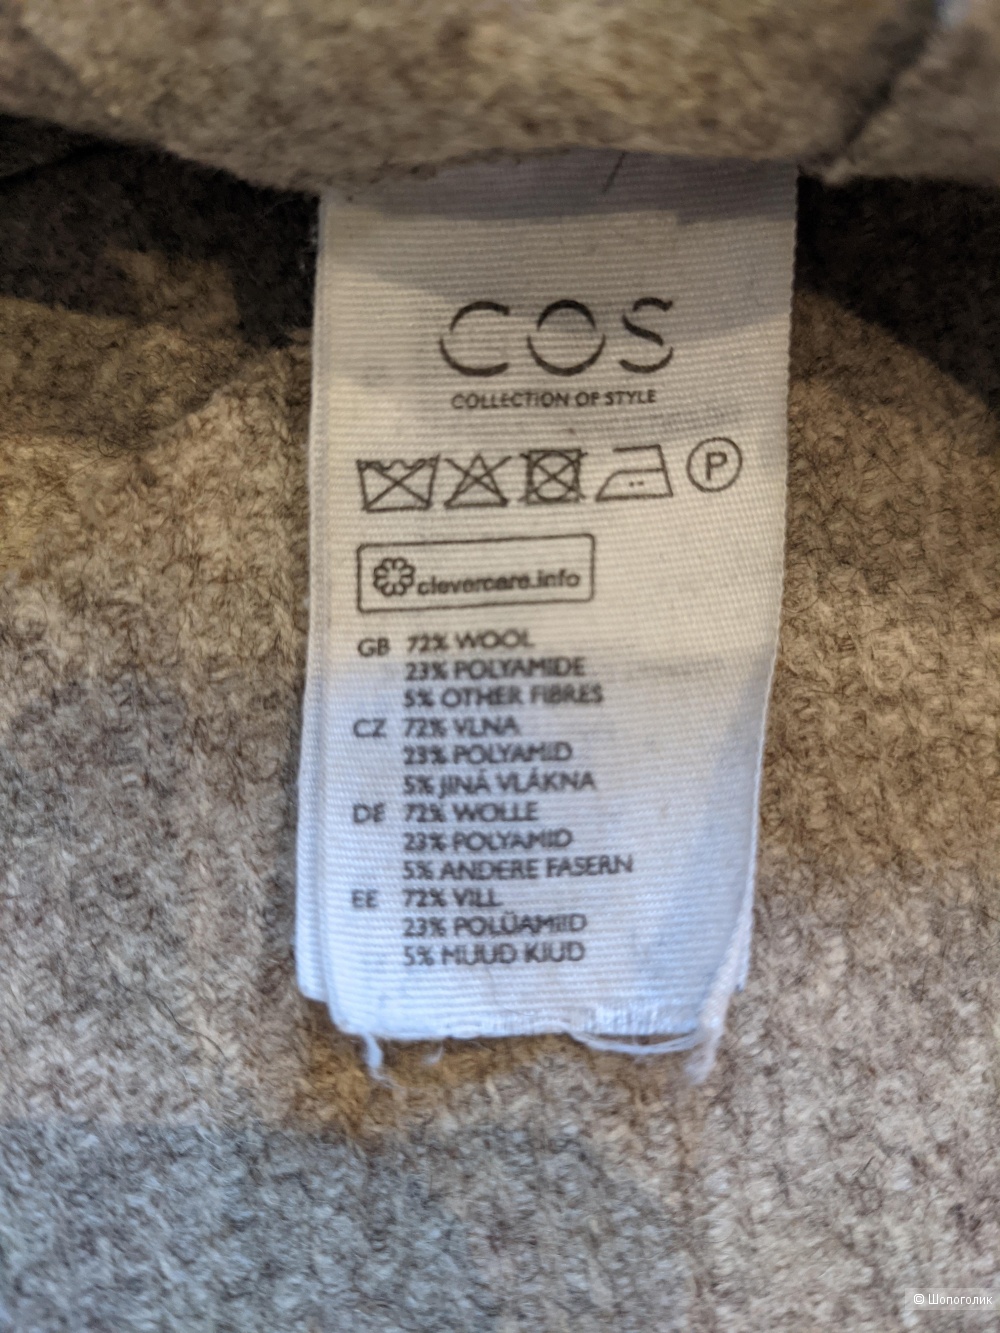 COS
COLLECTION OF STYLE
P
clevercare.info
GB 72% WOOL
23% POLYAMIDE
5% OTHER FIBRES
CZ 72% VLNA
23% POLYAMID
5% JINÁ VLÁKNA
DE 72% WOLLE
23% POLYAMID
5% ANDERE FASERN
EE 72% VILL
23% POLÜAMIID
5% MUUD KIUD
© Шопоголик